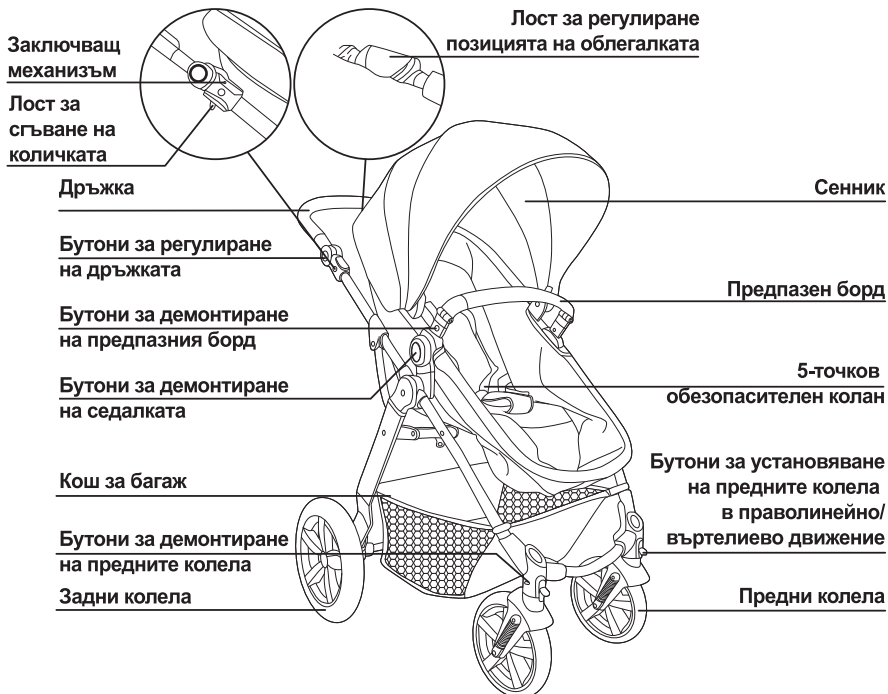 Заключващ
механизъм
Лост за
сгъване на
количката
Дръжка
Бутони за регулиране
на дръжката
Бутони за демонтиране
на предпазния борд
Бутони за демонтиране
на седалката
Кош за багаж
Бутони за демонтиране
на предните колела
Задни колела
Лост за регулиране
позицията на облегалката
Сенник
Предпазен борд
5-точков
обезопасителен колан
Бутони за установяване
на предните колела
в праволинейно/
въртелиево движение
Предни колела